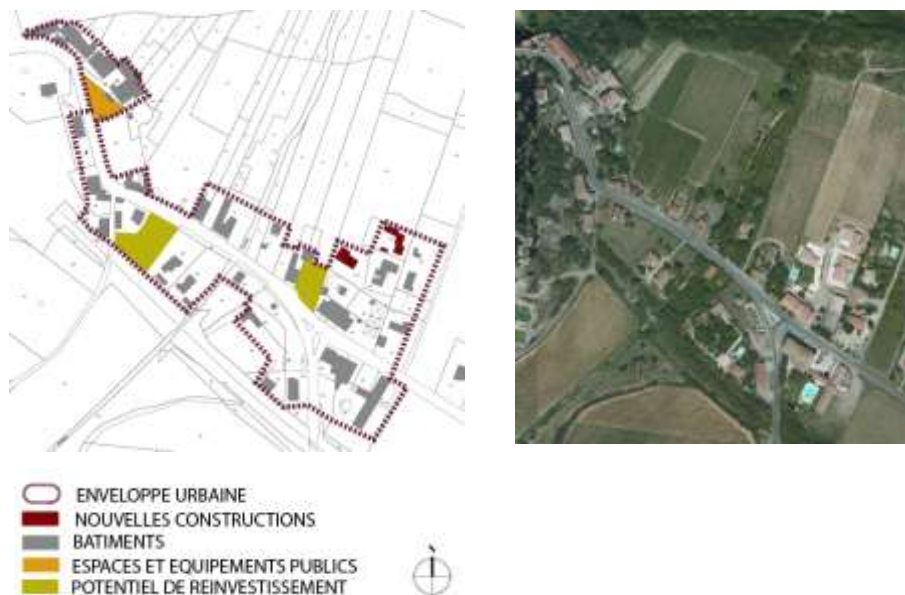 ENVELOPPE URBAINE
NOUVELLES CONSTRUCTIONS
BATIMENTS
ESPACES ET EQUIPEMENTS PUBLICS
POTENTIEL DE REINVESTISSEMENT